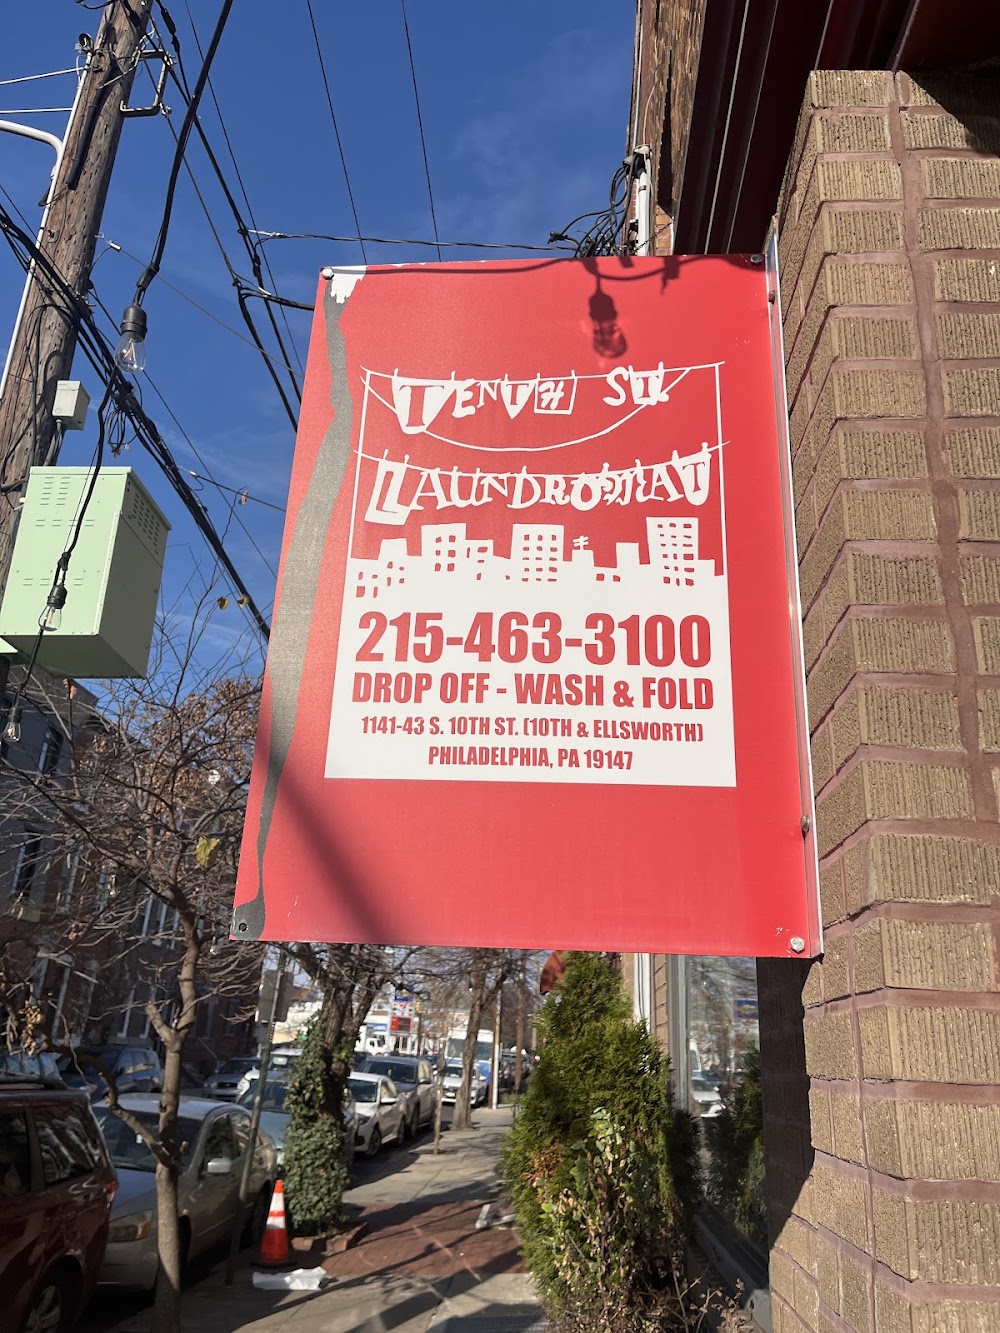 TENTH ST.
LAUNDROMAT
215-463-3100
DROP OFF - WASH & FOLD
1141-43 S. 10TH ST. (10TH & ELLSWORTH)
PHILADELPHIA, PA 19147